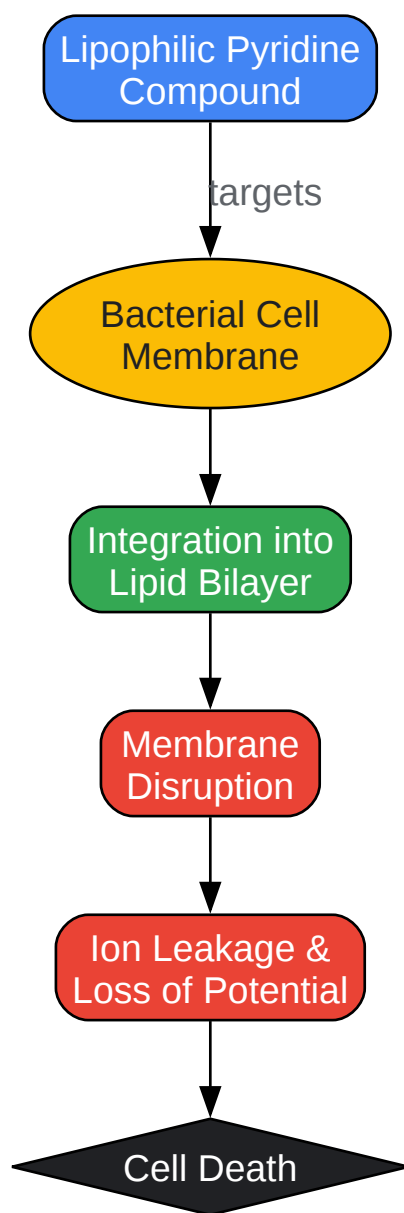 Lipophilic Pyridine
Compound
targets
Bacterial Cell
Membrane
Integration into
Lipid Bilayer
Membrane
Disruption
Ion Leakage &
Loss of Potential
Cell Death